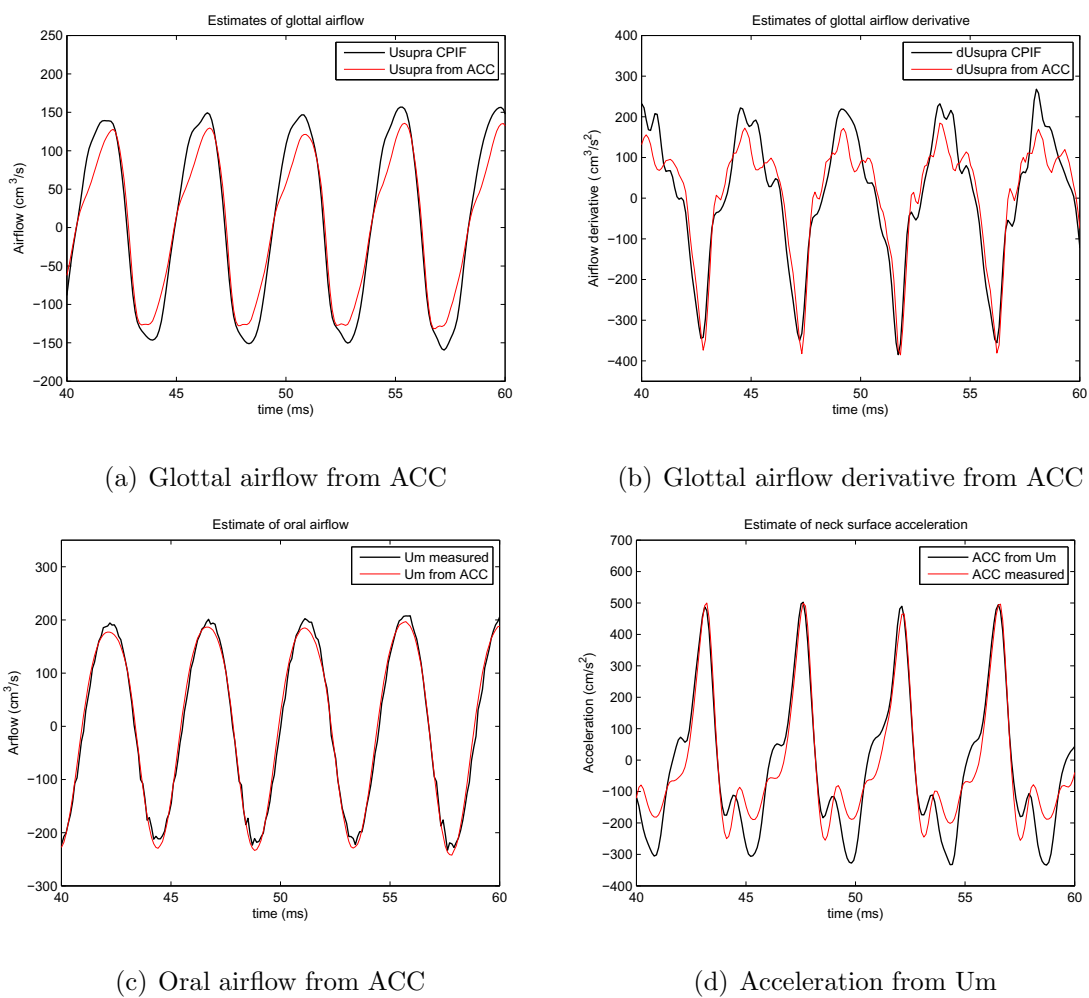 Estimates of glottal airflow
250
200
150
100
50
0
−50
−100
−150
−200
40
45
50
55
60
Airflow (cm³/s)
time (ms)
Usupra CPIF
Usupra from ACC
(a) Glottal airflow from ACC
Estimates of glottal airflow derivative
400
300
200
100
0
−100
−200
−300
−400
40
45
50
55
60
Airflow derivative ( cm³/s²)
time (ms)
dUsupra CPIF
dUsupra from ACC
(b) Glottal airflow derivative from ACC
Estimate of oral airflow
300
200
100
0
−100
−200
−300
40
45
50
55
60
Arflow (cm³/s)
time (ms)
Um measured
Um from ACC
(c) Oral airflow from ACC
Estimate of neck surface acceleration
700
600
500
400
300
200
100
0
−100
−200
−300
−400
40
45
50
55
60
Acceleration (cm/s²)
time (ms)
ACC from Um
ACC measured
(d) Acceleration from Um